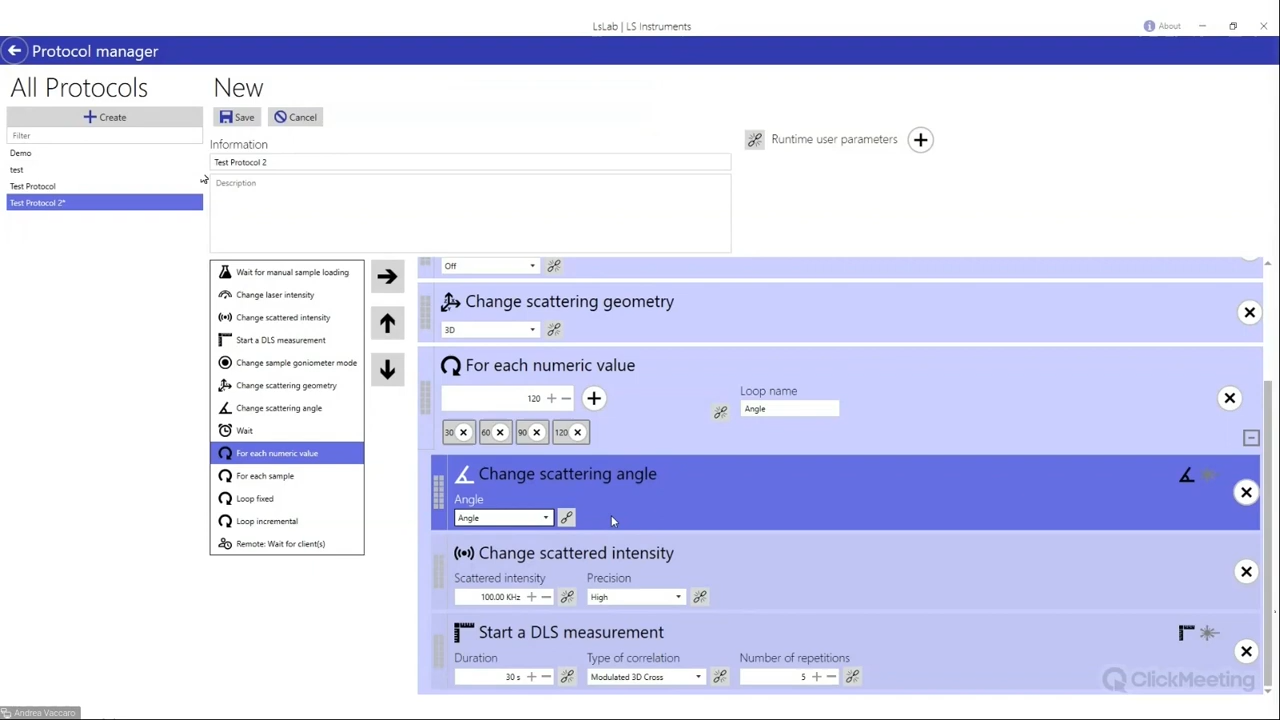 LsLab | LS Instruments
About
Protocol manager
All Protocols
New
Create
Save
Cancel
Filter
Information
Runtime user parameters
Demo
Test Protocol 2
test
Description
Test Protocol
Test Protocol 2*
Wait for manual sample loading
Change laser intensity
Change scattered intensity
Start a DLS measurement
Change sample goniometer mode
Change scattering geometry
Change scattering angle
Wait
For each numeric value
For each sample
Loop fixed
Loop incremental
Remote: Wait for client(s)
Off
Change scattering geometry
3D
For each numeric value
120
Loop name
Angle
30 60 90 120
Change scattering angle
Angle
Angle
Change scattered intensity
Scattered intensity Precision
100.00 KHz High
Start a DLS measurement
Duration Type of correlation Number of repetitions
30 s Modulated 3D Cross 5
ClickMeeting
Andrea Vaccaro